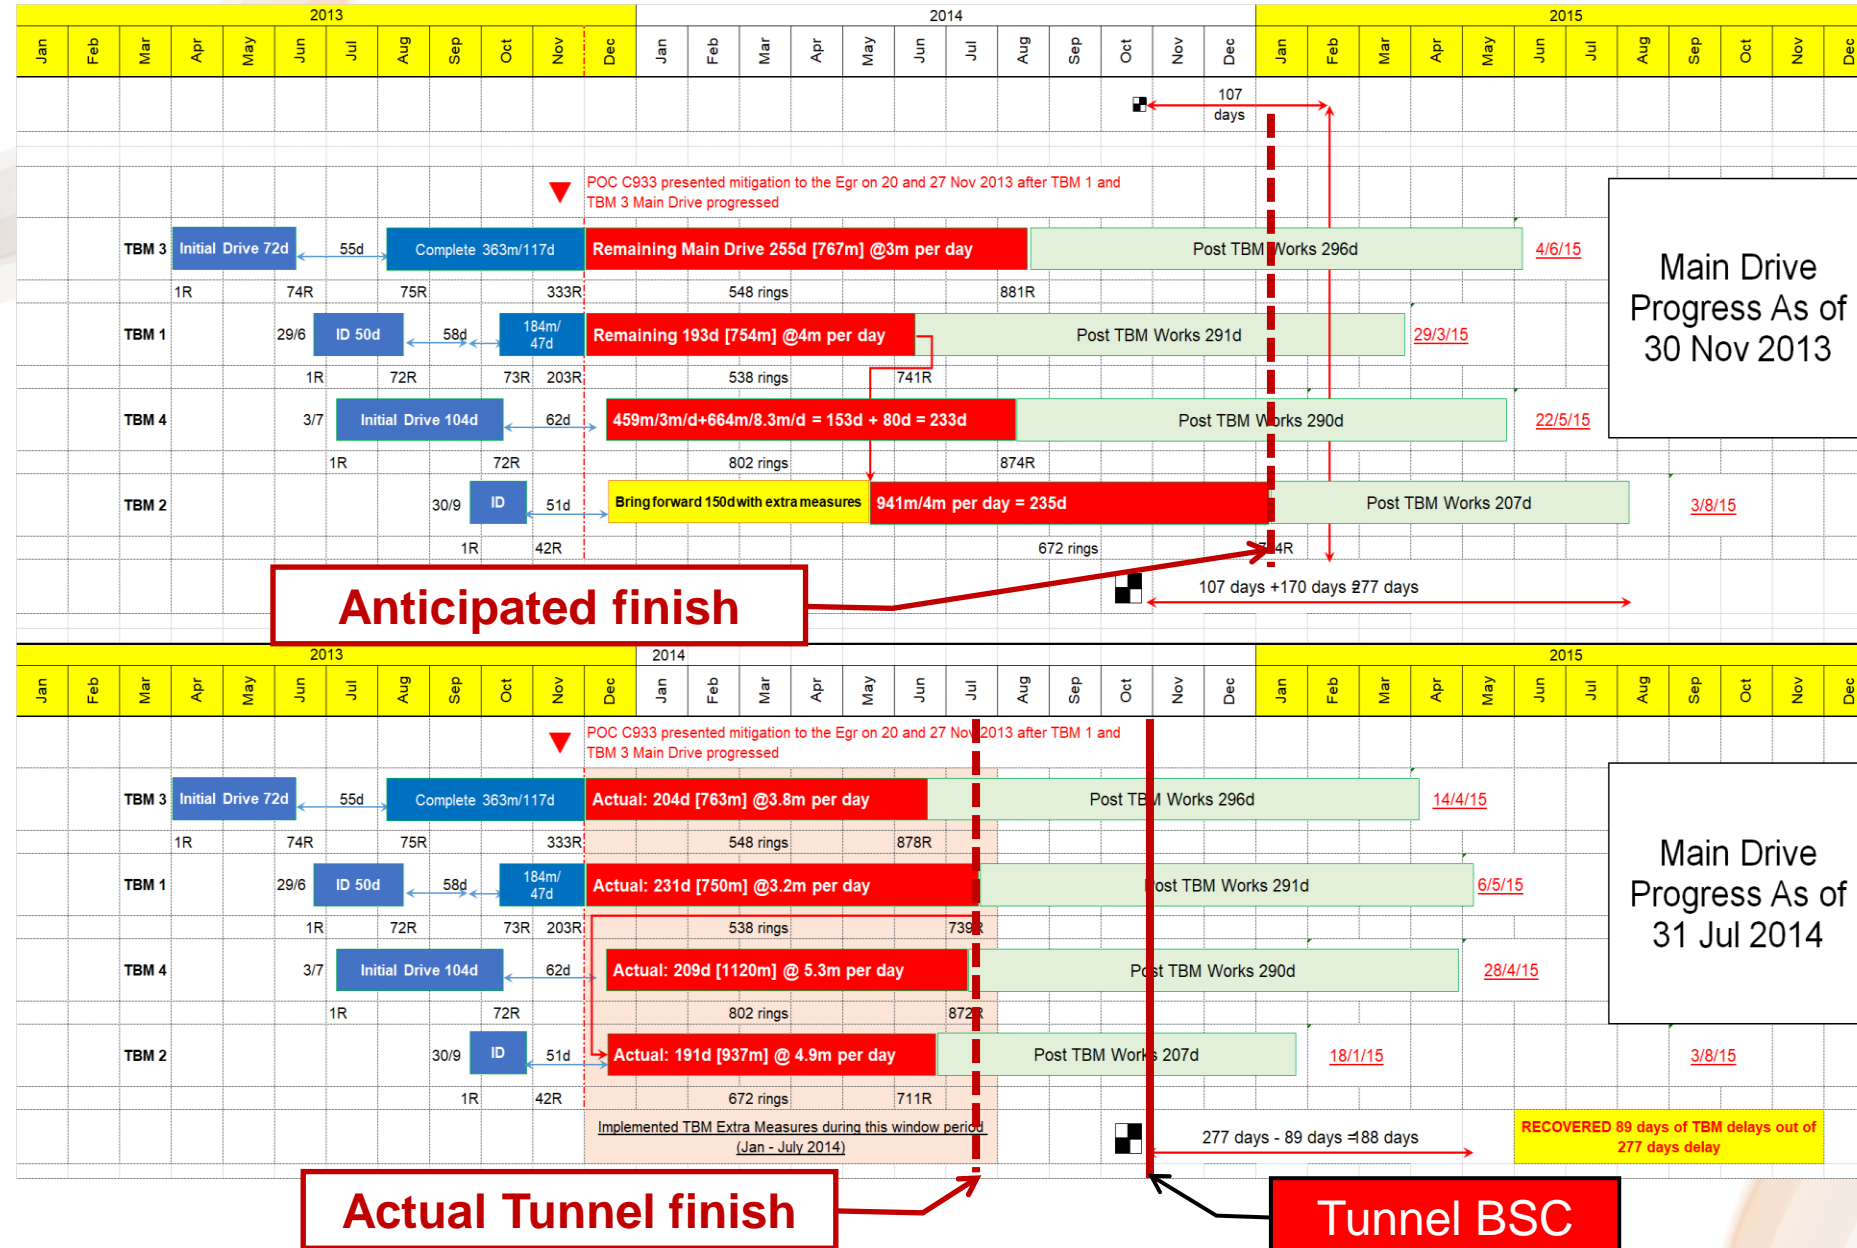 2013 2014 2015
Jan Feb Mar Apr May Jun Jul Aug Sep Oct Nov Dec Jan Feb Mar Apr May Jun Jul Aug Sep Oct Nov Dec Jan Feb Mar Apr May Jun Jul Aug Sep Oct Nov Dec
107
days
POC C933 presented mitigation to the Egr on 20 and 27 Nov 2013 after TBM 1 and
TBM 3 Main Drive progressed
TBM 3 Initial Drive 72d 55d Complete 363m/117d Remaining Main Drive 255d [767m] @3m per day Post TBM Works 296d 4/6/15
1R 74R 75R 333R 548 rings 881R
TBM 1 29/6 ID 50d 58d 184m/
47d Remaining 193d [754m] @4m per day Post TBM Works 291d 29/3/15
1R 72R 73R 203R 538 rings 741R
TBM 4 3/7 Initial Drive 104d 62d 459m/3m/d+664m/8.3m/d = 153d + 80d = 233d Post TBM Works 290d 22/5/15
1R 72R 802 rings 874R
TBM 2 30/9 ID 51d Bring forward 150d with extra measures 941m/4m per day = 235d Post TBM Works 207d 3/8/15
1R 42R 672 rings
Main Drive
Progress As of
30 Nov 2013
Anticipated finish
107 days +170 days =277 days
2013 2014 2015
Jan Feb Mar Apr May Jun Jul Aug Sep Oct Nov Dec Jan Feb Mar Apr May Jun Jul Aug Sep Oct Nov Dec Jan Feb Mar Apr May Jun Jul Aug Sep Oct Nov Dec
POC C933 presented mitigation to the Egr on 20 and 27 Nov 2013 after TBM 1 and
TBM 3 Main Drive progressed
TBM 3 Initial Drive 72d 55d Complete 363m/117d Actual: 204d [763m] @3.8m per day Post TBM Works 296d 14/4/15
1R 74R 75R 333R 548 rings 878R
TBM 1 29/6 ID 50d 58d 184m/
47d Actual: 231d [750m] @3.2m per day Post TBM Works 291d 6/5/15
1R 72R 73R 203R 538 rings 739R
TBM 4 3/7 Initial Drive 104d 62d Actual: 209d [1120m] @ 5.3m per day Post TBM Works 290d 28/4/15
1R 72R 802 rings 872R
TBM 2 30/9 ID 51d Actual: 191d [937m] @ 4.9m per day Post TBM Works 207d 18/1/15 3/8/15
1R 42R 672 rings 711R
Main Drive
Progress As of
31 Jul 2014
Implemented TBM Extra Measures during this window period
(Jan - July 2014)
277 days - 89 days =188 days
RECOVERED 89 days of TBM delays out of
277 days delay
Actual Tunnel finish
Tunnel BSC